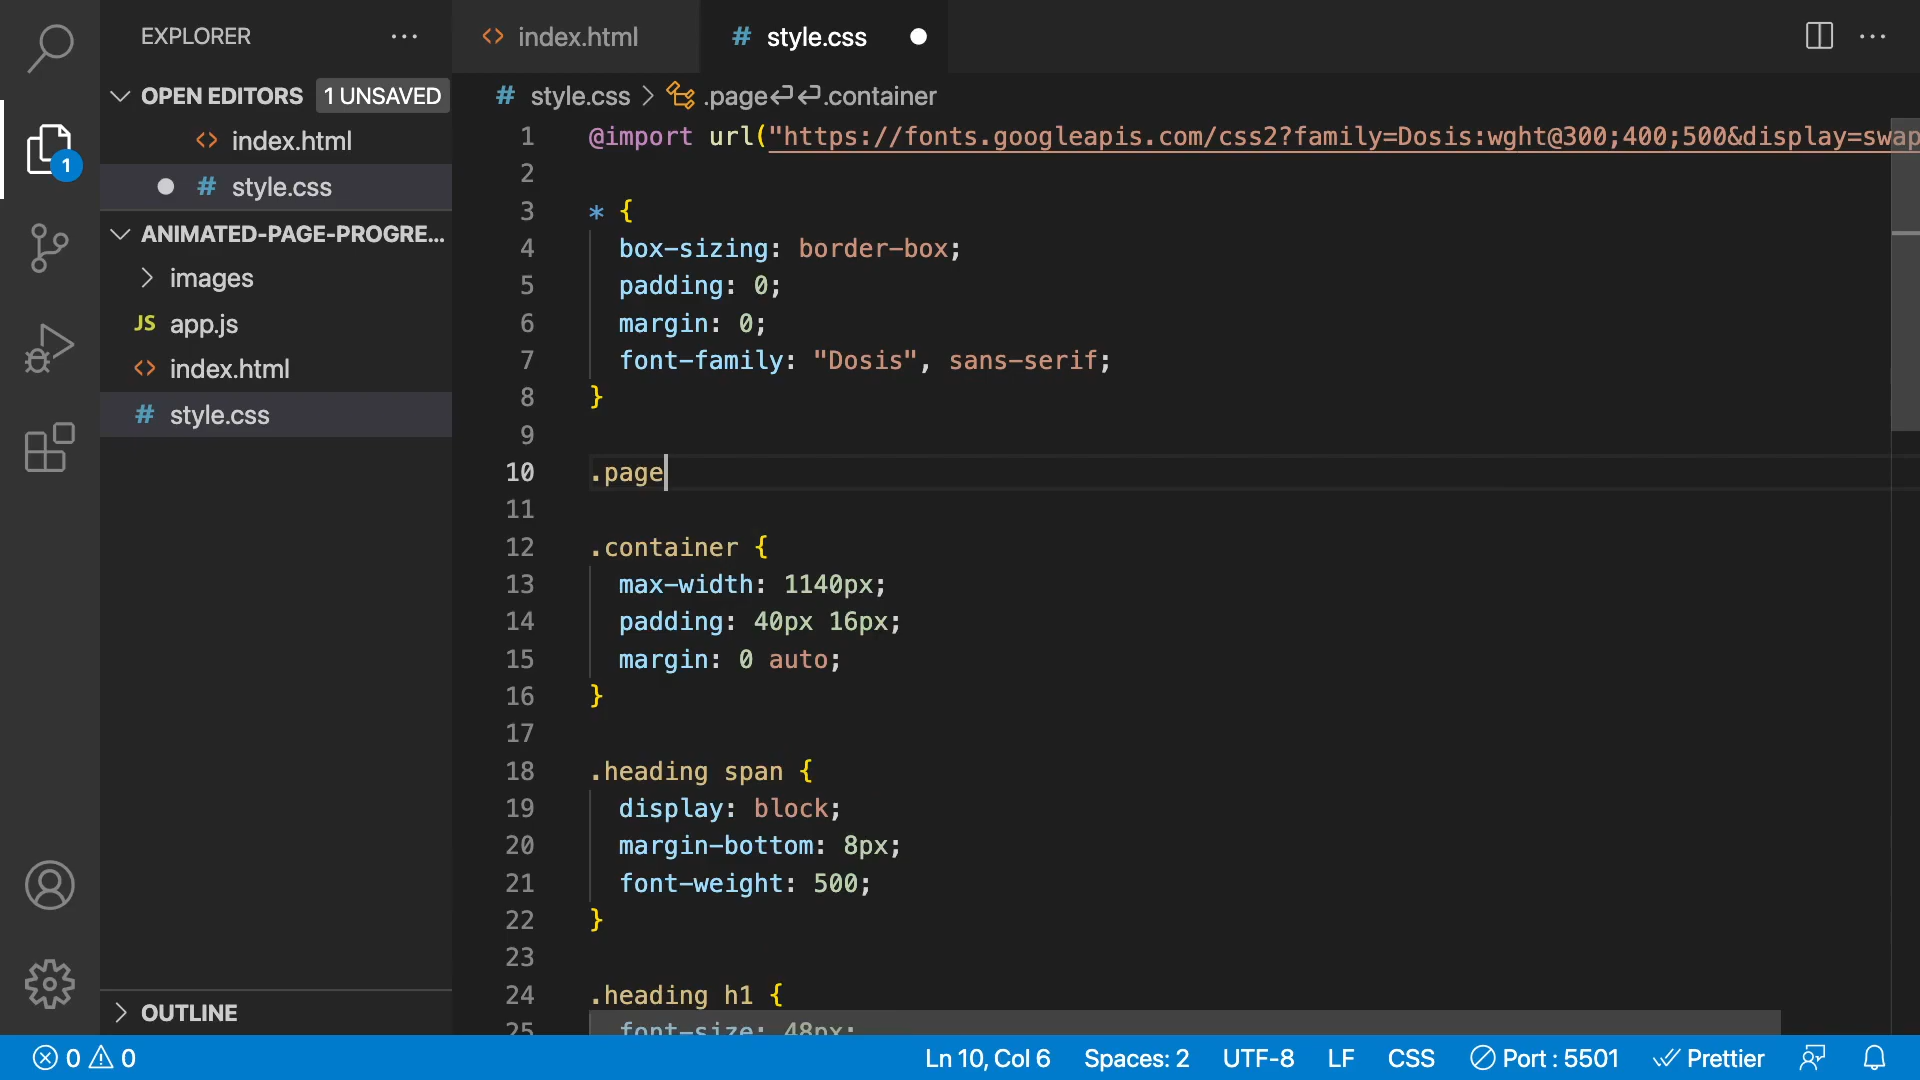 EXPLORER
OPEN EDITORS 1 UNSAVED
index.html
# style.css
ANIMATED-PAGE-PROGRE...
images
JS app.js
index.html
# style.css
OUTLINE
1
index.html
# style.css
# style.css > .page↵↵.container
1 @import url("https://fonts.googleapis.com/css2?family=Dosis:wght@300;400;500&display=swap
2
3 * {
4 box-sizing: border-box;
5 padding: 0;
6 margin: 0;
7 font-family: "Dosis", sans-serif;
8 }
9
10 .page
11
12 .container {
13 max-width: 1140px;
14 padding: 40px 16px;
15 margin: 0 auto;
16 }
17
18 .heading span {
19 display: block;
20 margin-bottom: 8px;
21 font-weight: 500;
22 }
23
24 .heading h1 {
25 font-size: 48px;
0 0 Ln 10, Col 6 Spaces: 2 UTF-8 LF CSS Port : 5501 Prettier